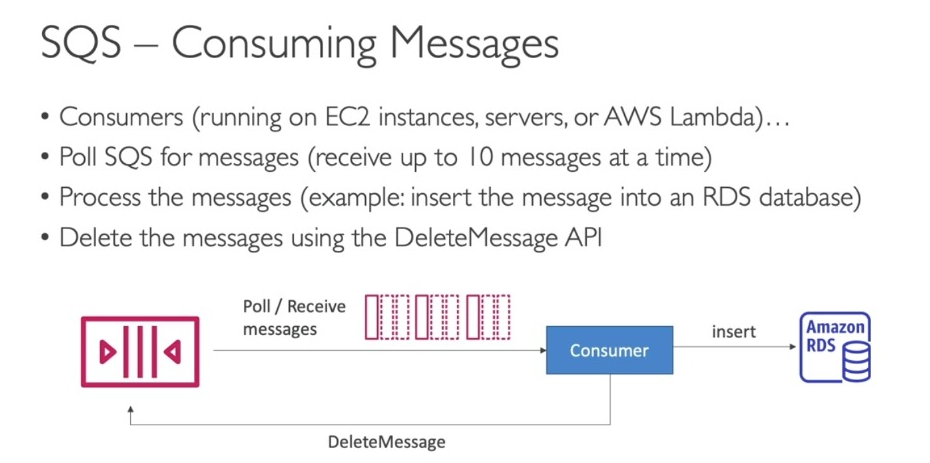 SQS – Consuming Messages
• Consumers (running on EC2 instances, servers, or AWS Lambda)…
• Poll SQS for messages (receive up to 10 messages at a time)
• Process the messages (example: insert the message into an RDS database)
• Delete the messages using the DeleteMessage API
Poll / Receive
messages
Consumer
insert
Amazon
RDS
DeleteMessage